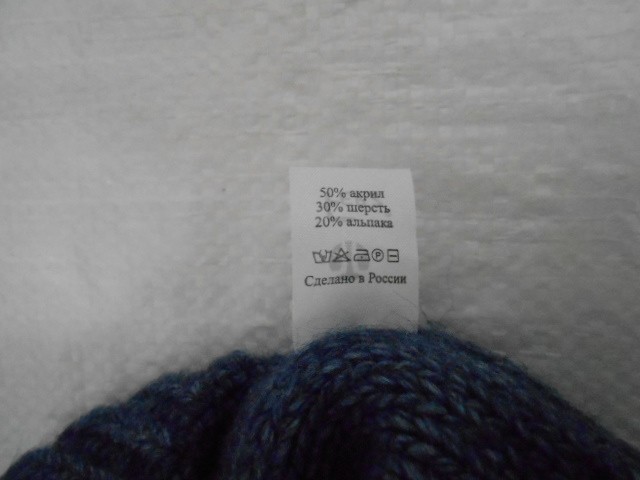 50% акрил
30% шерсть
20% альпака
Сделано в России